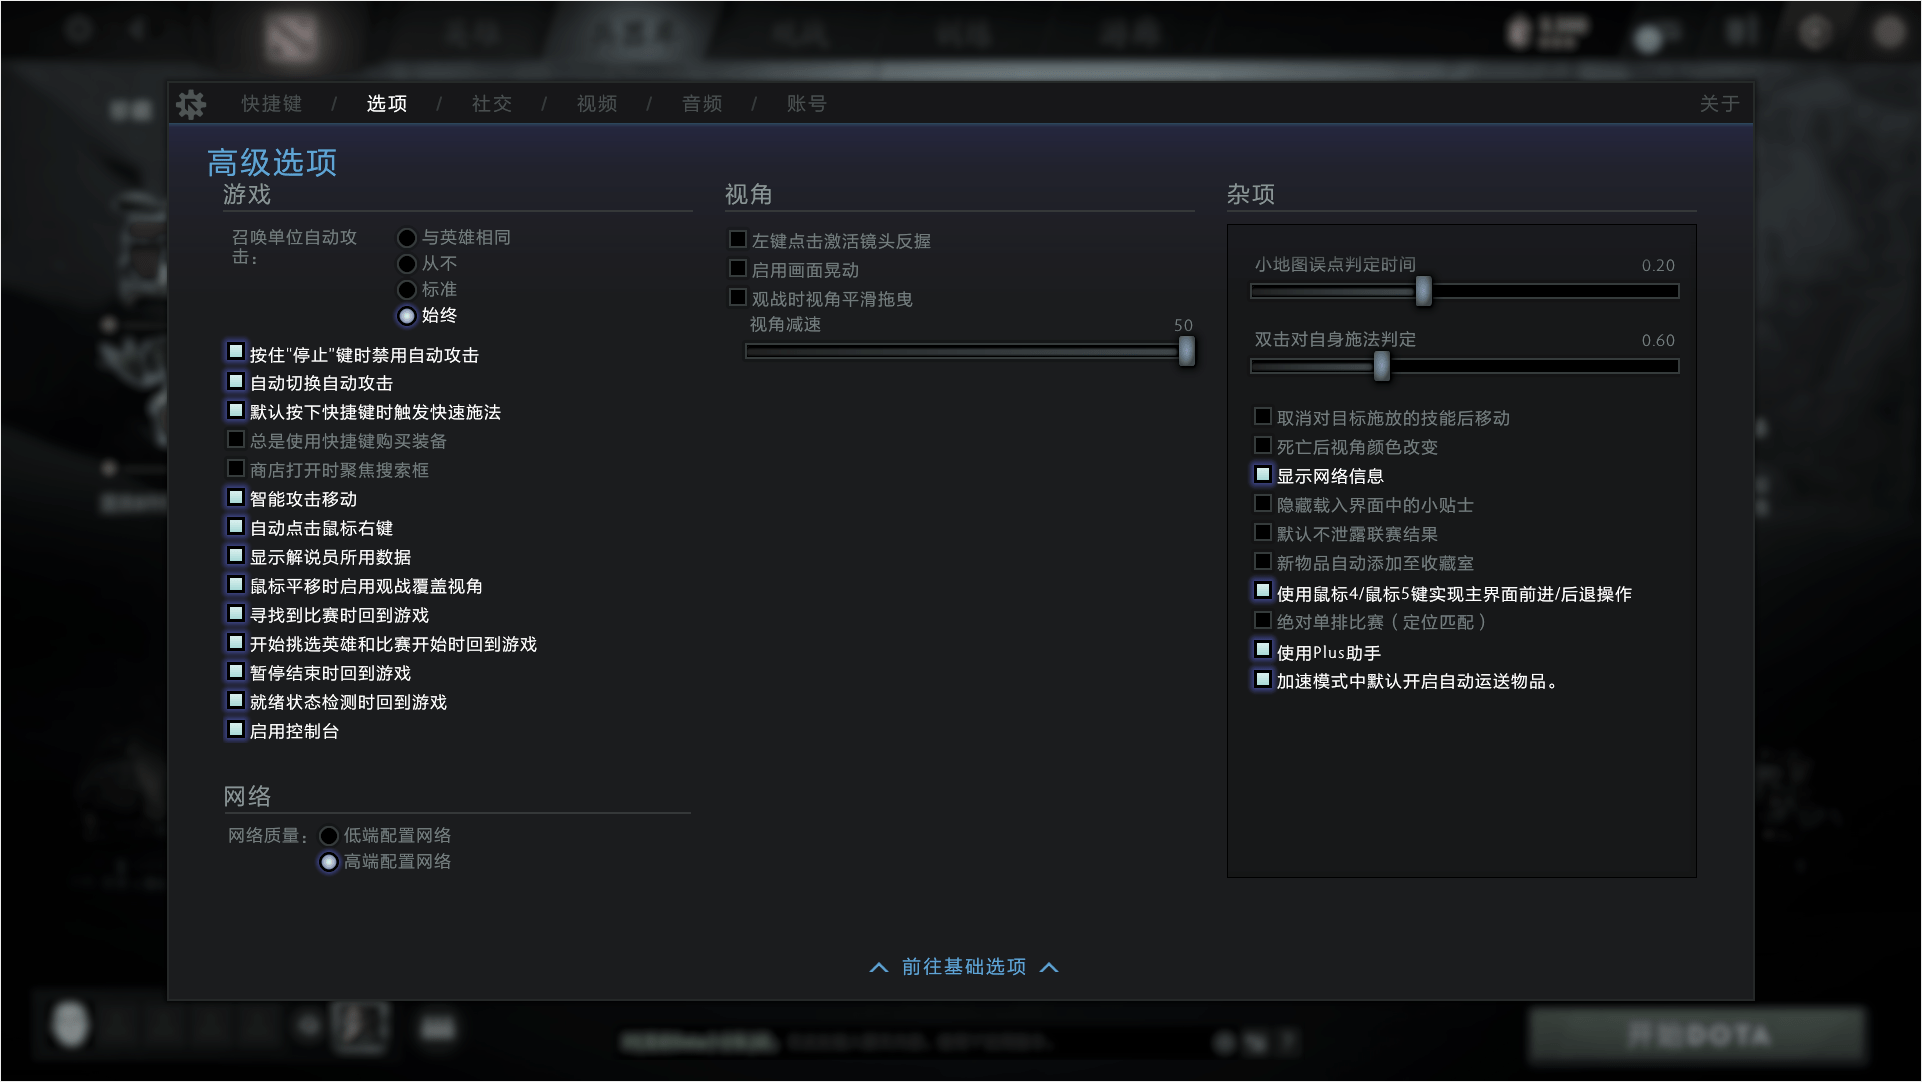 快捷键 / 选项 / 社交 / 视频 / 音频 / 账号
关于
高级选项
游戏
召唤单位自动攻击：
与英雄相同
从不
标准
始终
按住"停止"键时禁用自动攻击
自动切换自动攻击
默认按下快捷键时触发快速施法
总是使用快捷键购买装备
商店打开时聚焦搜索框
智能攻击移动
自动点击鼠标右键
显示解说员所用数据
鼠标平移时启用观战覆盖视角
寻找到比赛时回到游戏
开始挑选英雄和比赛开始时回到游戏
暂停结束时回到游戏
就绪状态检测时回到游戏
启用控制台
网络
网络质量：
低端配置网络
高端配置网络
视角
左键点击激活镜头反握
启用画面晃动
观战时视角平滑拖曳
视角减速 50
杂项
小地图误点判定时间 0.20
双击对自身施法判定 0.60
取消对目标施放的技能后移动
死亡后视角颜色改变
显示网络信息
隐藏载入界面中的小贴士
默认不泄露联赛结果
新物品自动添加至收藏室
使用鼠标4/鼠标5键实现主界面前进/后退操作
绝对单排比赛（定位匹配）
使用Plus助手
加速模式中默认开启自动运送物品。
前往基础选项
开始DOTA